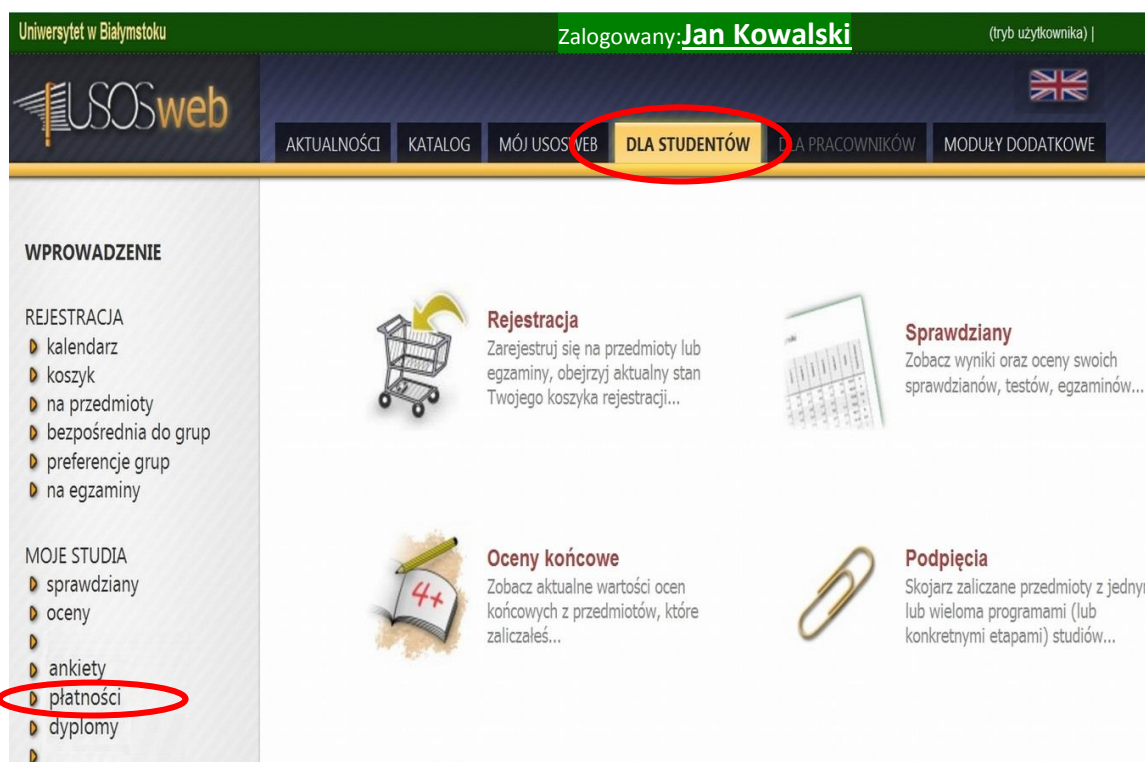 Uniwersytet w Białymstoku
Zalogowany:Jan Kowalski
(tryb użytkownika) |
USOSweb
AKTUALNOŚCI
KATALOG
MÓJ USOSWEB
DLA STUDENTÓW
DLA PRACOWNIKÓW
MODUŁY DODATKOWE
WPROWADZENIE
REJESTRACJA
kalendarz
koszyk
na przedmioty
bezpośrednia do grup
preferencje grup
na egzaminy
MOJE STUDIA
sprawdziany
oceny
ankiety
płatności
dyplomy
Rejestracja
Zarejestruj się na przedmioty lub
egzaminy, obejrzyj aktualny stan
Twojego koszyka rejestracji...
Sprawdziany
Zobacz wyniki oraz oceny swoich
sprawdzianów, testów, egzaminów...
4+
Oceny końcowe
Zobacz aktualne wartości ocen
końcowych z przedmiotów, które
zaliczałeś...
Podpięcia
Skojarz zaliczane przedmioty z jednym
lub wieloma programami (lub
konkretnymi etapami) studiów...